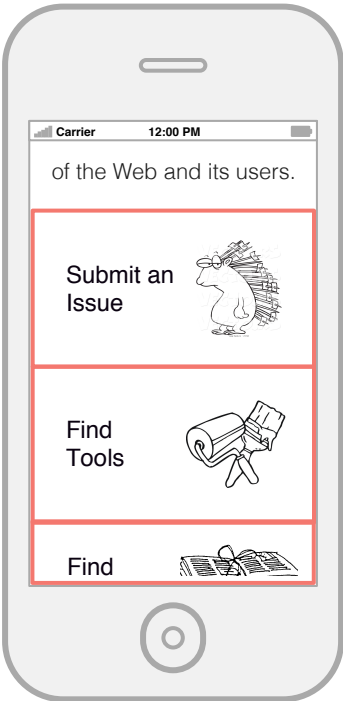 Carrier 12:00 PM
of the Web and its users.
Submit an
Issue
Find
Tools
Find